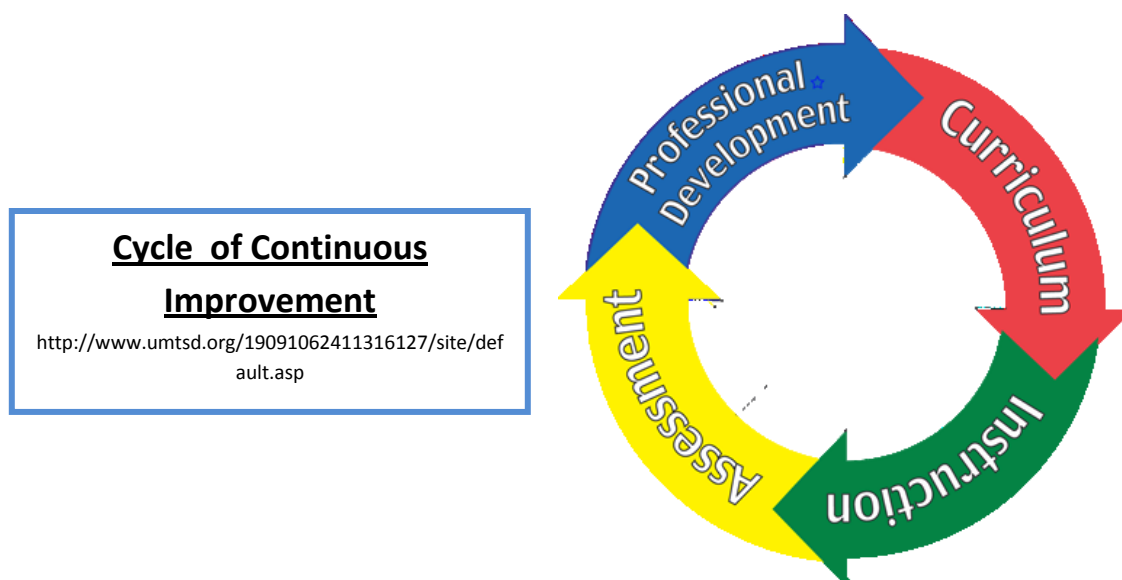 Cycle of Continuous
Improvement
http://www.umtsd.org/19091062411316127/site/def
ault.asp
Professional
Development
Curriculum
Instruction
Assessment